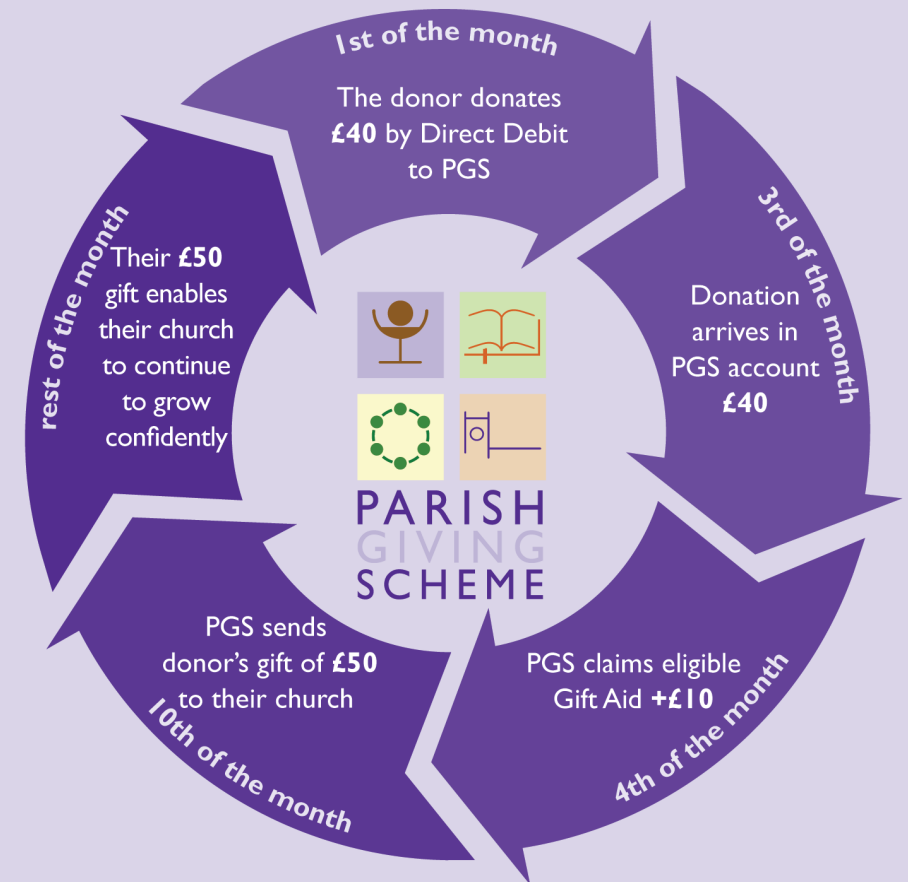 1st of the month
The donor donates
£40 by Direct Debit
to PGS
3rd of the month
Donation
arrives in
PGS account
£40
4th of the month
PGS claims eligible
Gift Aid +£10
10th of the month
PGS sends
donor’s gift of £50
to their church
rest of the month
Their £50
gift enables
their church
to continue
to grow
confidently
PARISH
GIVING
SCHEME